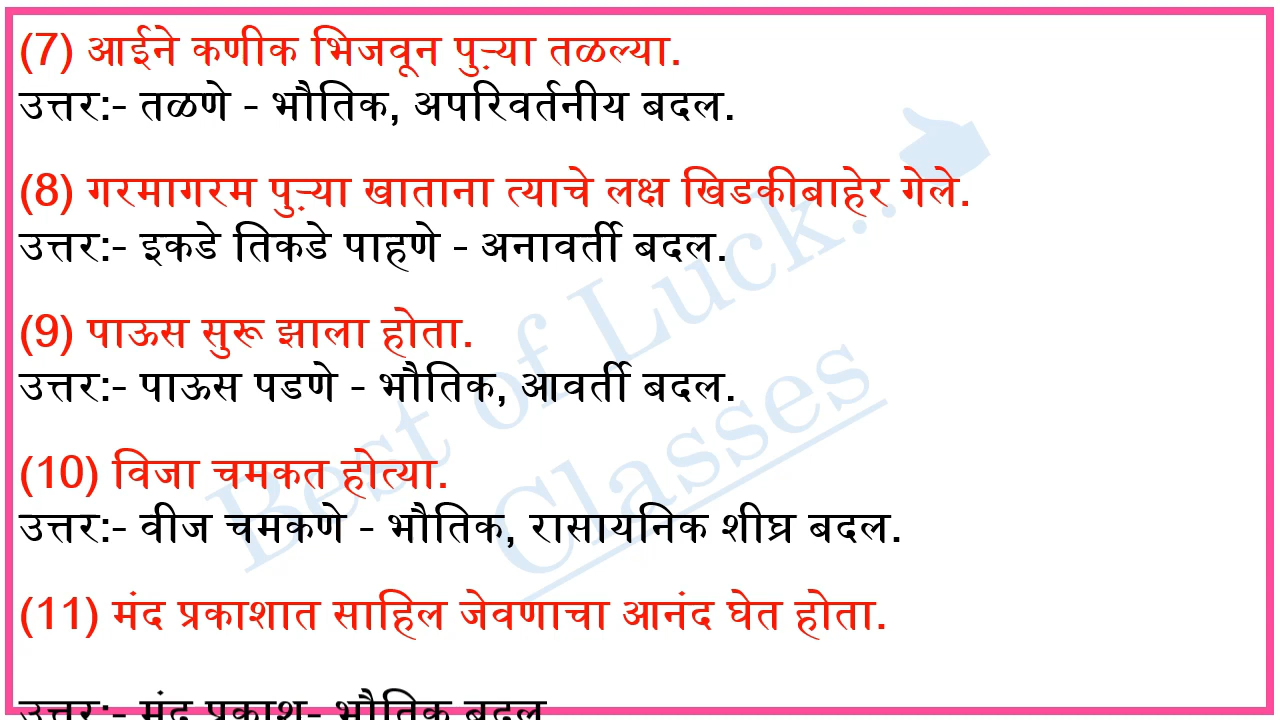 (7) आईने कणीक भिजवून पुऱ्या तळल्या.
उत्तर:- तळणे - भौतिक, अपरिवर्तनीय बदल.
(8) गरमागरम पुऱ्या खाताना त्याचे लक्ष खिडकीबाहेर गेले.
उत्तर:- इकडे तिकडे पाहणे - अनावर्ती बदल.
(9) पाऊस सुरू झाला होता.
उत्तर:- पाऊस पडणे - भौतिक, आवर्ती बदल.
(10) विजा चमकत होत्या.
उत्तर:- वीज चमकणे - भौतिक, रासायनिक शीघ्र बदल.
(11) मंद प्रकाशात साहिल जेवणाचा आनंद घेत होता.
उत्तर:- मंद प्रकाश- भौतिक बदल
Best of Luck...
Classes